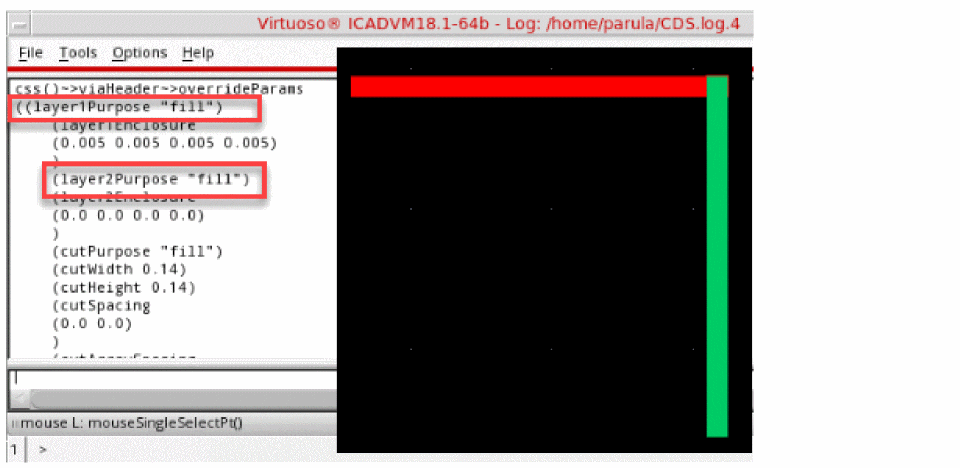 Virtuoso® ICADVM18.1-64b - Log: /home/parula/CDS.log.4
File Tools Options Help
css()~>viaHeader~>overrideParams
((layer1Purpose "fill")
(layer1Enclosure
(0.005 0.005 0.005 0.005)
)
(layer2Purpose "fill")
(layer2Enclosure
(0.0 0.0 0.0 0.0)
)
(cutPurpose "fill")
(cutWidth 0.14)
(cutHeight 0.14)
(cutSpacing
(0.0 0.0)
)
(cutArraySpacing
mouse L: mouseSingleSelectPt()
1 >